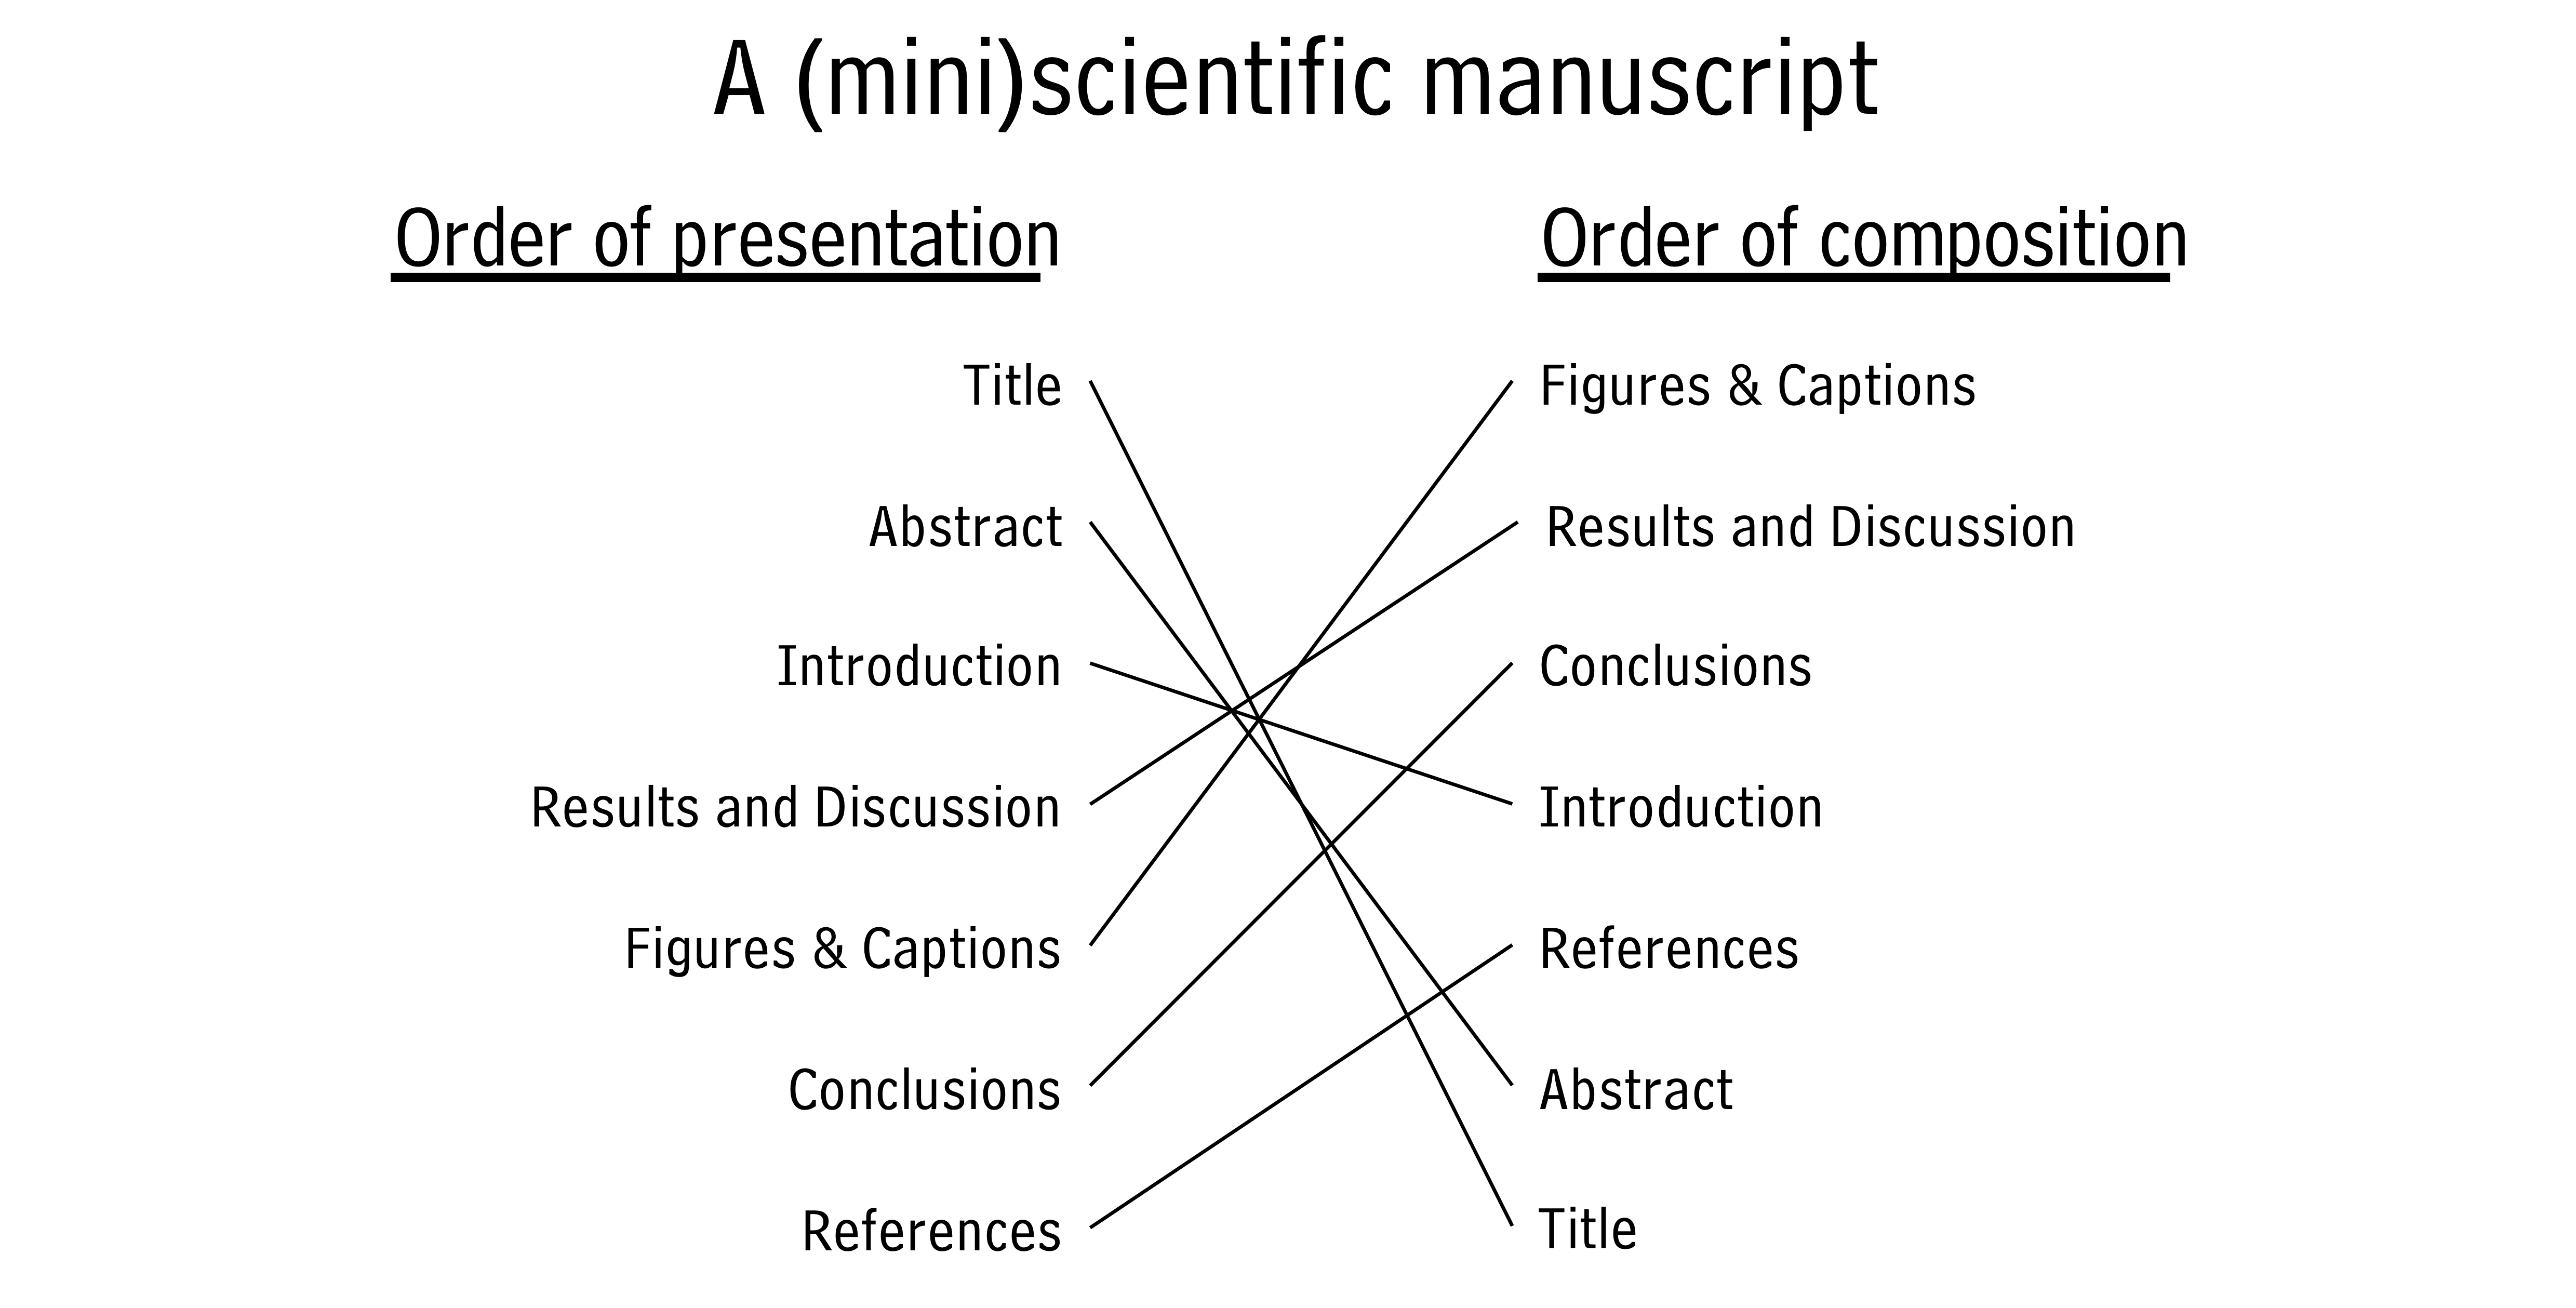 A (mini)scientific manuscript
Order of presentation
Title
Abstract
Introduction
Results and Discussion
Figures & Captions
Conclusions
References
Order of composition
Figures & Captions
Results and Discussion
Conclusions
Introduction
References
Abstract
Title